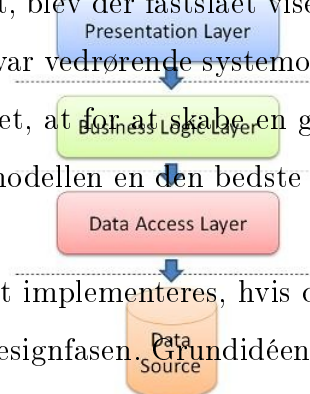 t, blev der fastslået vise
Presentation Layer
var vedrørende systemo
et, at for at skabe en g
Business Logic Layer
modellen en den bedste
Data Access Layer
t implementeres, hvis
Data
esignfasen. Grundidéen
Source